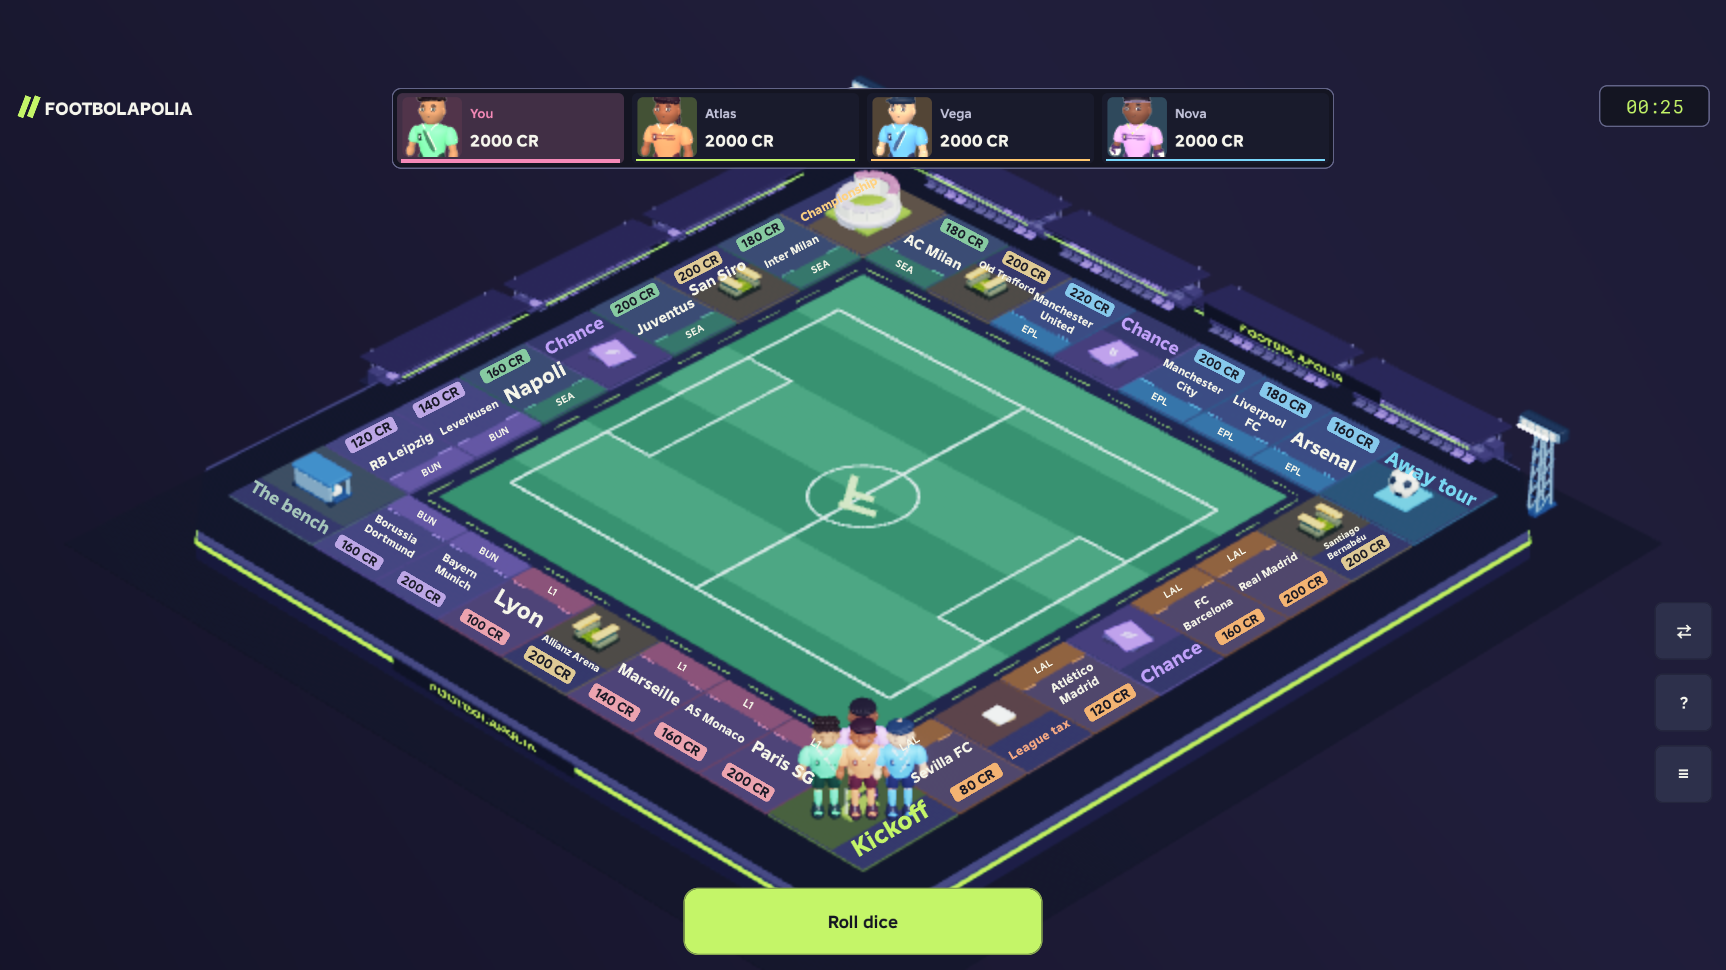 FOOTBOLAPOLIA
You
2000 CR
Atlas
2000 CR
Vega
2000 CR
Nova
2000 CR
00:25
Championship
180 CR
Inter Milan
SEA
200 CR
San Siro
200 CR
Juventus
SEA
Chance
160 CR
Napoli
SEA
140 CR
Leverkusen
BUN
120 CR
RB Leipzig
BUN
The bench
180 CR
AC Milan
SEA
200 CR
Old Trafford
220 CR
Manchester
United
EPL
Chance
200 CR
Manchester
City
EPL
180 CR
Liverpool
FC
EPL
160 CR
Arsenal
EPL
Away tour
FOOTBOLAPOLIA
BUN
Borussia
Dortmund
160 CR
BUN
Bayern
Munich
200 CR
L1
Lyon
100 CR
Allianz Arena
200 CR
L1
Marseille
140 CR
L1
AS Monaco
160 CR
L1
Paris SG
200 CR
Santiago
Bernabéu
200 CR
LAL
Real Madrid
200 CR
LAL
FC
Barcelona
160 CR
Chance
LAL
Atlético
Madrid
120 CR
League tax
LAL
Sevilla FC
80 CR
Kickoff
FOOTBOLAPOLIA
⇄
?
≡
Roll dice